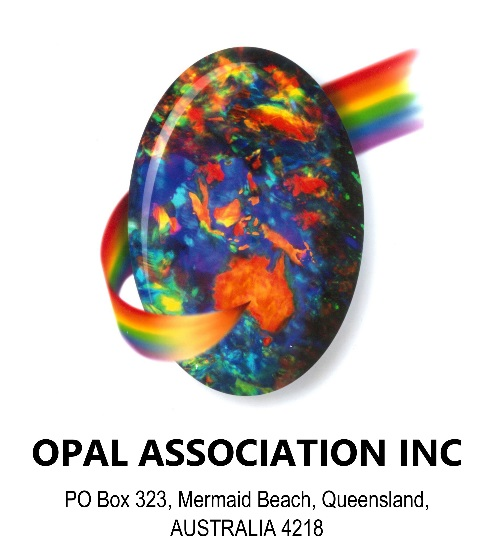 OPAL ASSOCIATION INC
PO Box 323, Mermaid Beach, Queensland,
AUSTRALIA 4218